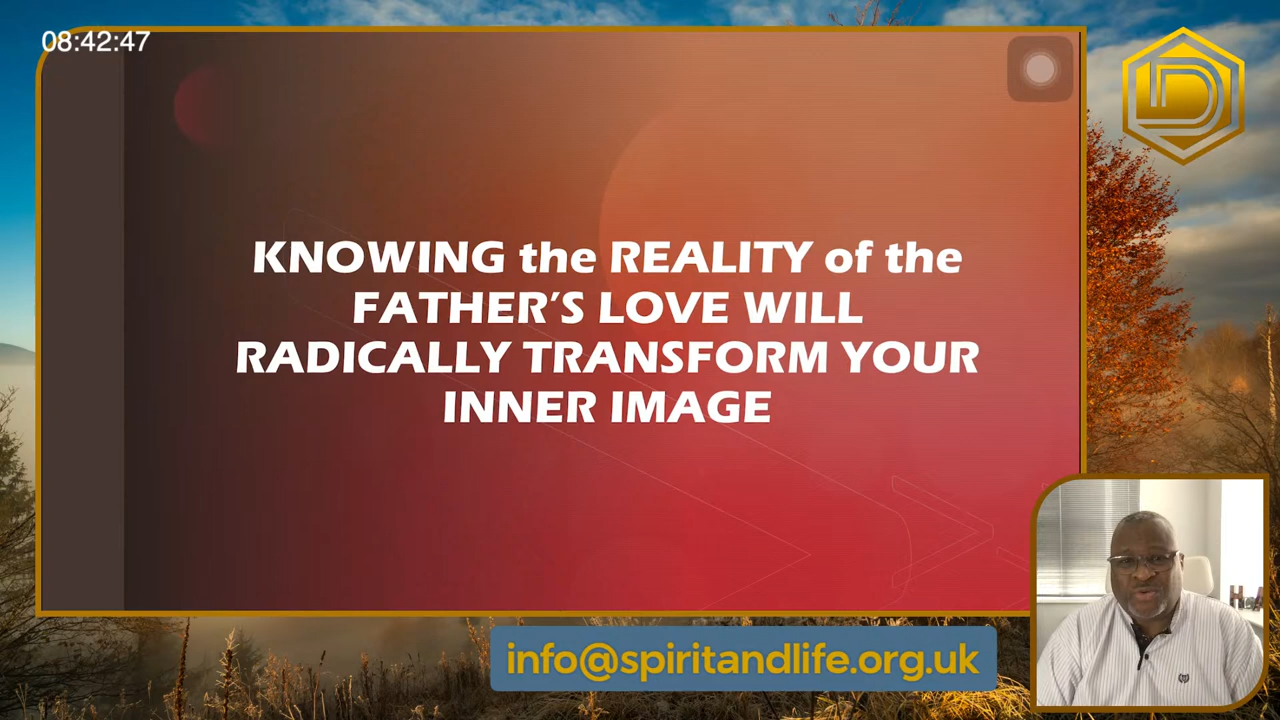 08:42:47
KNOWING the REALITY of the
FATHER'S LOVE WILL
RADICALLY TRANSFORM YOUR
INNER IMAGE
info@spiritandlife.org.uk